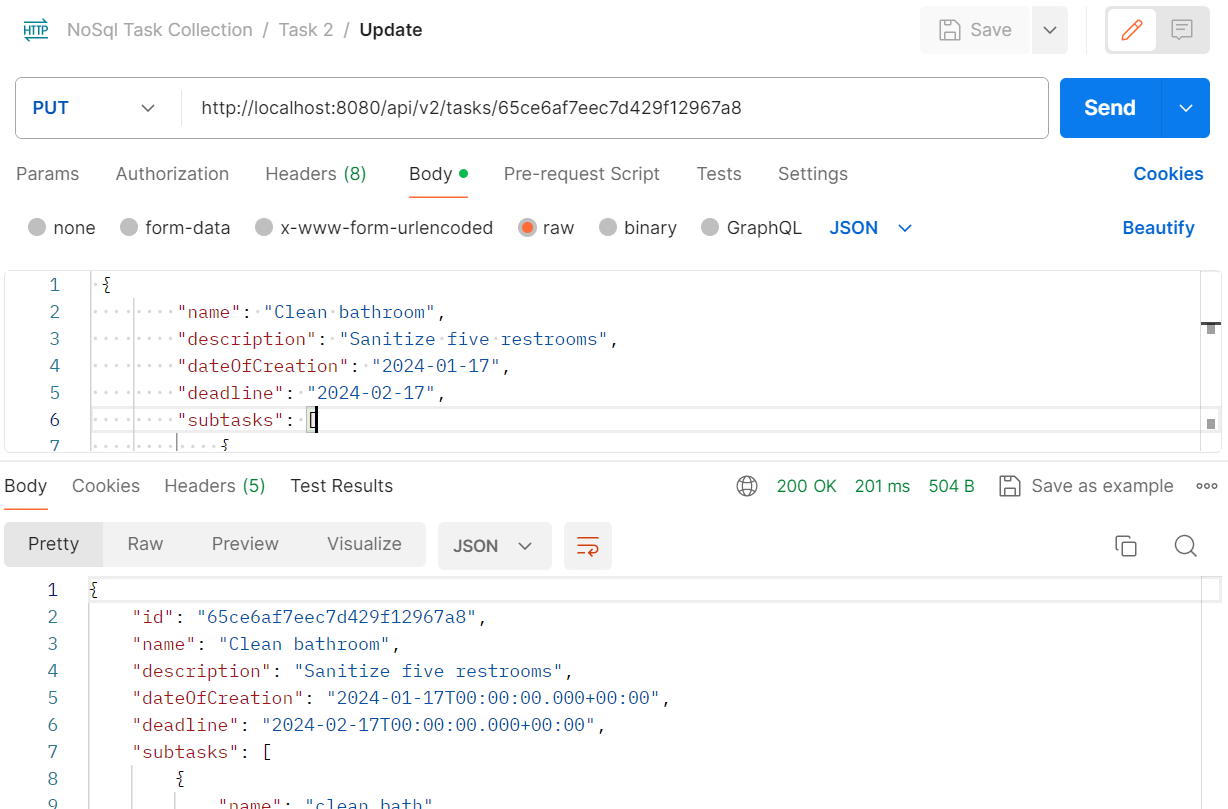 HTTP NoSql Task Collection / Task 2 / Update Save
PUT http://localhost:8080/api/v2/tasks/65ce6af7eec7d429f12967a8 Send
Params Authorization Headers (8) Body Pre-request Script Tests Settings Cookies
none form-data x-www-form-urlencoded raw binary GraphQL JSON Beautify
1 {
2 "name": "Clean bathroom",
3 "description": "Sanitize five restrooms",
4 "dateOfCreation": "2024-01-17",
5 "deadline": "2024-02-17",
6 "subtasks": [
7 {
Body Cookies Headers (5) Test Results 200 OK 201 ms 504 B Save as example
Pretty Raw Preview Visualize JSON
1 {
2 "id": "65ce6af7eec7d429f12967a8",
3 "name": "Clean bathroom",
4 "description": "Sanitize five restrooms",
5 "dateOfCreation": "2024-01-17T00:00:00.000+00:00",
6 "deadline": "2024-02-17T00:00:00.000+00:00",
7 "subtasks": [
8 {
9 "name": "clean bath"